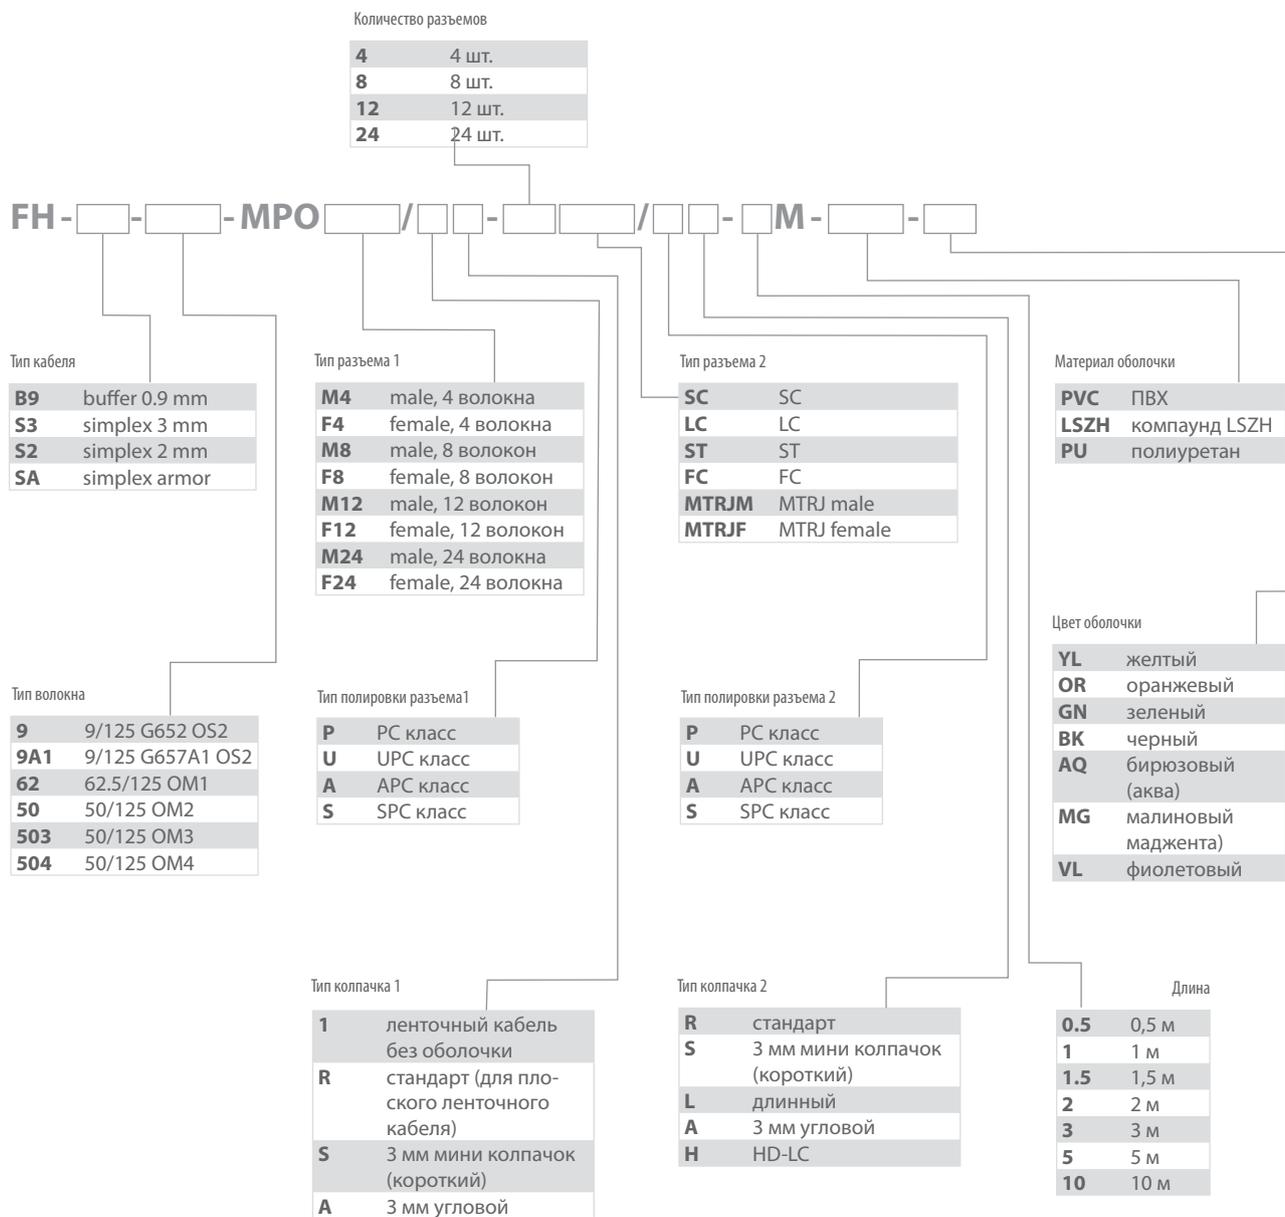 Количество разъемов
4 4 шт.
8 8 шт.
12 12 шт.
24 24 шт.
FH - - - MPO / - / - M - -
Тип кабеля
B9 buffer 0.9 mm
S3 simplex 3 mm
S2 simplex 2 mm
SA simplex armor
Тип разъема 1
M4 male, 4 волокна
F4 female, 4 волокна
M8 male, 8 волокон
F8 female, 8 волокон
M12 male, 12 волокон
F12 female, 12 волокон
M24 male, 24 волокна
F24 female, 24 волокна
Тип разъема 2
SC SC
LC LC
ST ST
FC FC
MTRJM MTRJ male
MTRJF MTRJ female
Материал оболочки
PVC ПВХ
LSZH компаунд LSZH
PU полиуретан
Тип волокна
9 9/125 G652 OS2
9A1 9/125 G657A1 OS2
62 62.5/125 OM1
50 50/125 OM2
503 50/125 OM3
504 50/125 OM4
Тип полировки разъема1
P PC класс
U UPC класс
A APC класс
S SPC класс
Тип полировки разъема 2
P PC класс
U UPC класс
A APC класс
S SPC класс
Цвет оболочки
YL желтый
OR оранжевый
GN зеленый
BK черный
AQ бирюзовый
(аква)
MG малиновый
маджента)
VL фиолетовый
Тип колпачка 1
1 ленточный кабель
без оболочки
R стандарт (для пло-
ского ленточного
кабеля)
S 3 мм мини колпачок
(короткий)
A 3 мм угловой
Тип колпачка 2
R стандарт
S 3 мм мини колпачок
(короткий)
L длинный
A 3 мм угловой
H HD-LC
Длина
0.5 0,5 м
1 1 м
1.5 1,5 м
2 2 м
3 3 м
5 5 м
10 10 м